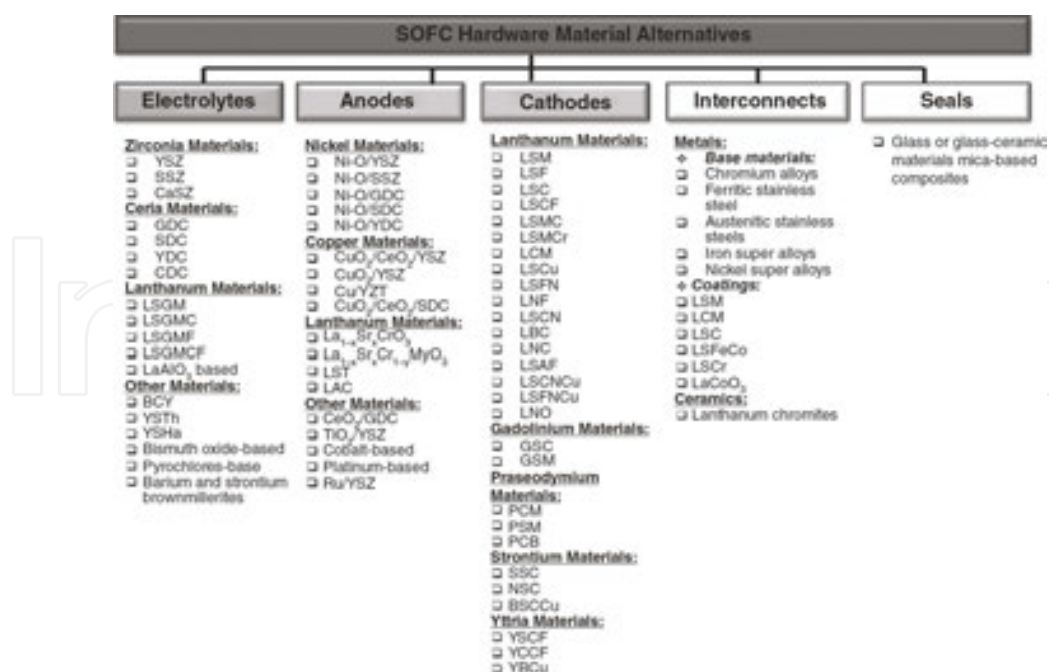 SOFC Hardware Material Alternatives
Electrolytes
Zirconia Materials:
YSZ
SSZ
CaSZ
Ceria Materials:
GDC
SDC
YDC
CDC
Lanthanum Materials:
LSGM
LSGMC
LSGMF
LSGMCF
LaAlO₃ based
Other Materials:
BCY
YSTh
YSHa
Bismuth oxide-based
Pyrochlores-base
Barium and strontium
brownmillerites
Anodes
Nickel Materials:
Ni-O/YSZ
Ni-O/SSZ
Ni-O/GDC
Ni-O/SDC
Ni-O/YDC
Copper Materials:
CuO₂/CeO₂/YSZ
CuO₂/YSZ
Cu/YZT
CuO₂/CeO₂/SDC
Lanthanum Materials:
La₁₋ₓSrₓCrO₃
La₁₋ₓSrₓCr₁₋yMyO₃
LST
LAC
Other Materials:
CeO₂/GDC
TiO₂/YSZ
Cobalt-based
Platinum-based
Ru/YSZ
Cathodes
Lanthanum Materials:
LSM
LSF
LSC
LSCF
LSMC
LSMCr
LCM
LSCu
LSFN
LNF
LSCN
LBC
LNC
LSAF
LSCNCu
LSFNCu
LNO
Gadolinium Materials:
GSC
GSM
Praseodymium
Materials:
PCM
PSM
PCB
Strontium Materials:
SSC
NSC
BSCCu
Yttria Materials:
YSCF
YCCF
YBCu
Interconnects
Metals:
Base materials:
Chromium alloys
Ferritic stainless
steel
Austenitic stainless
steels
Iron super alloys
Nickel super alloys
Coatings:
LSM
LCM
LSC
LSFeCo
LSCr
LaCoO₃
Ceramics:
Lanthanum chromites
Seals
Glass or glass-ceramic
materials mica-based
composites